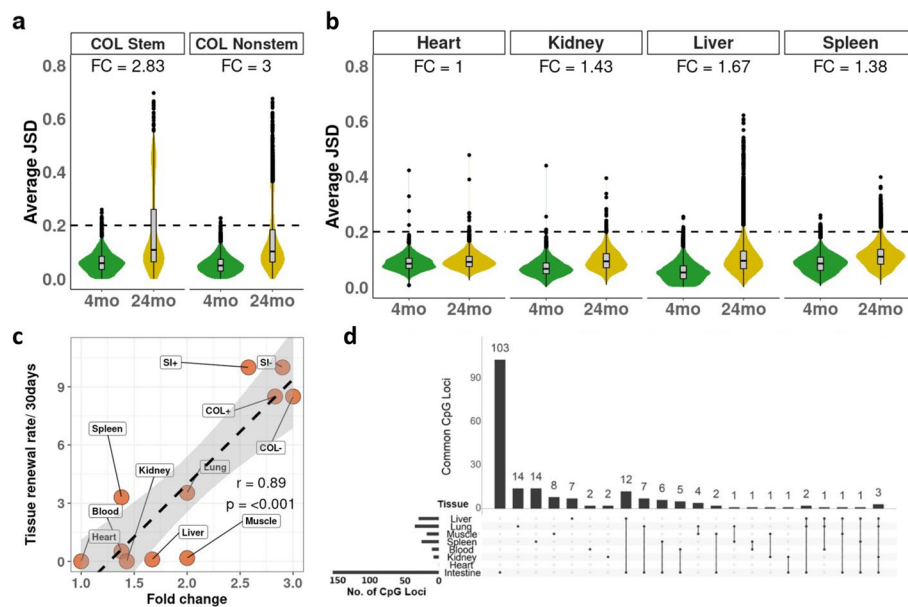 a
COL Stem
COL Nonstem
FC = 2.83
FC = 3
Average JSD
0.8
0.6
0.4
0.2
0.0
4mo
24mo
4mo
24mo
b
Heart
Kidney
Liver
Spleen
FC = 1
FC = 1.43
FC = 1.67
FC = 1.38
Average JSD
0.8
0.6
0.4
0.2
0.0
4mo
24mo
4mo
24mo
4mo
24mo
4mo
24mo
c
Tissue renewal rate/ 30days
9
6
3
0
SI+
SI-
COL+
COL-
Spleen
Kidney
Lung
Blood
Heart
Liver
Muscle
r = 0.89
p = <0.001
1.0
1.5
2.0
2.5
3.0
Fold change
d
Common CpG Loci
90
60
30
0
103
14
14
8
7
2
2
12
7
6
5
4
2
1
1
1
1
2
1
1
1
3
Tissue
Liver
Lung
Muscle
Spleen
Blood
Kidney
Heart
Intestine
150
100
50
0
No. of CpG Loci